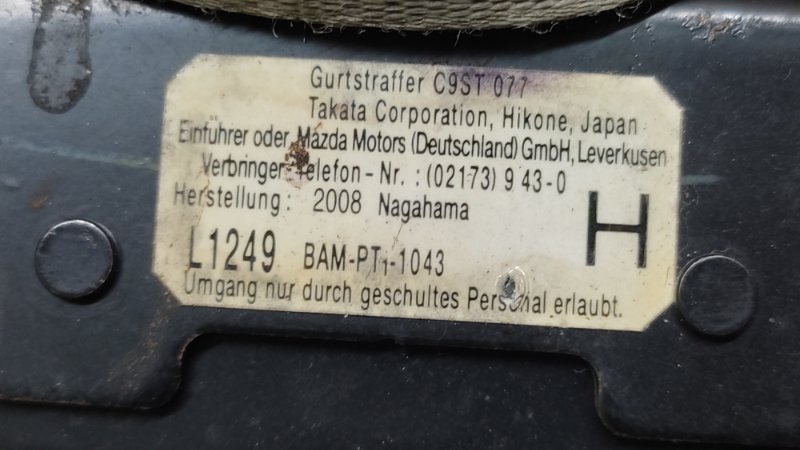 Gurtstraffer C9ST 077
Takata Corporation, Hikone, Japan
Einführer oder Mazda Motors (Deutschland) GmbH, Leverkusen
Verbringer Telefon-Nr.: (02173) 9 43-0
Herstellung: 2008 Nagahama
H
L1249 BAM-PT₁-1043
Umgang nur durch geschultes Personal erlaubt.